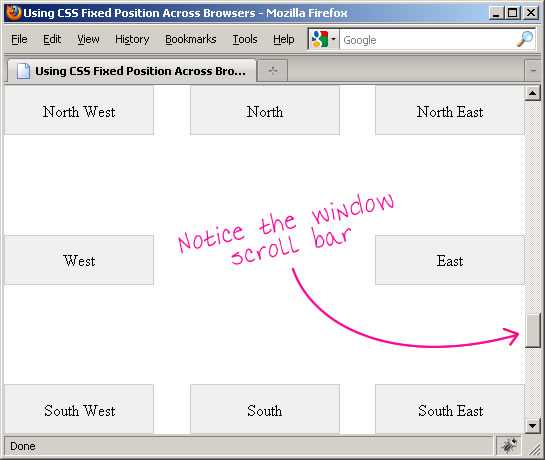 Using CSS Fixed Position Across Browsers - Mozilla Firefox
File Edit View History Bookmarks Tools Help Google
Using CSS Fixed Position Across Bro...
North West North North East
Notice the window
scroll bar
West East
South West South South East
Done